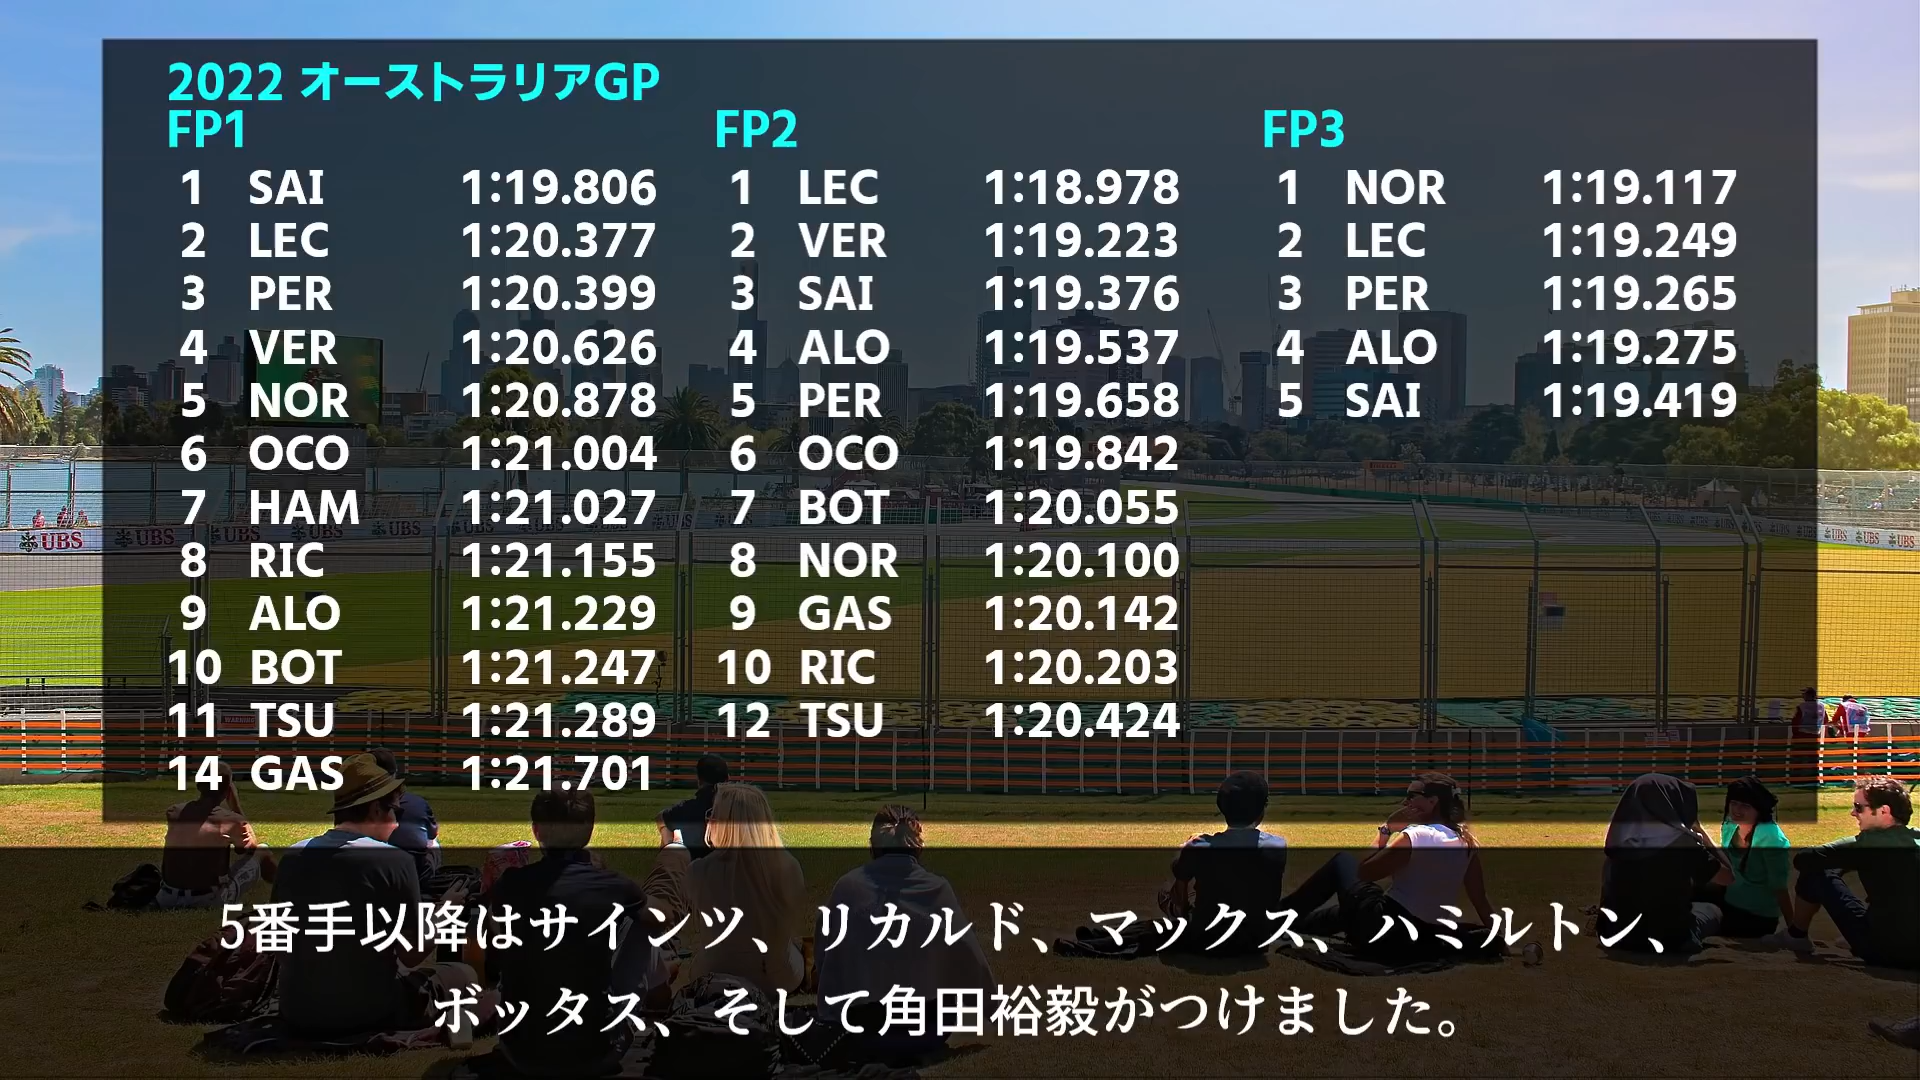 2022 オーストラリアGP
FP1
1 SAI 1:19.806
2 LEC 1:20.377
3 PER 1:20.399
4 VER 1:20.626
5 NOR 1:20.878
6 OCO 1:21.004
7 HAM 1:21.027
8 RIC 1:21.155
9 ALO 1:21.229
10 BOT 1:21.247
11 TSU 1:21.289
14 GAS 1:21.701
FP2
1 LEC 1:18.978
2 VER 1:19.223
3 SAI 1:19.376
4 ALO 1:19.537
5 PER 1:19.658
6 OCO 1:19.842
7 BOT 1:20.055
8 NOR 1:20.100
9 GAS 1:20.142
10 RIC 1:20.203
12 TSU 1:20.424
FP3
1 NOR 1:19.117
2 LEC 1:19.249
3 PER 1:19.265
4 ALO 1:19.275
5 SAI 1:19.419
UBS UBS UBS UBS UBS
UBS UBS UBS
5番手以降はサインツ、リカルド、マックス、ハミルトン、
ボッタス、そして角田裕毅がつけました。